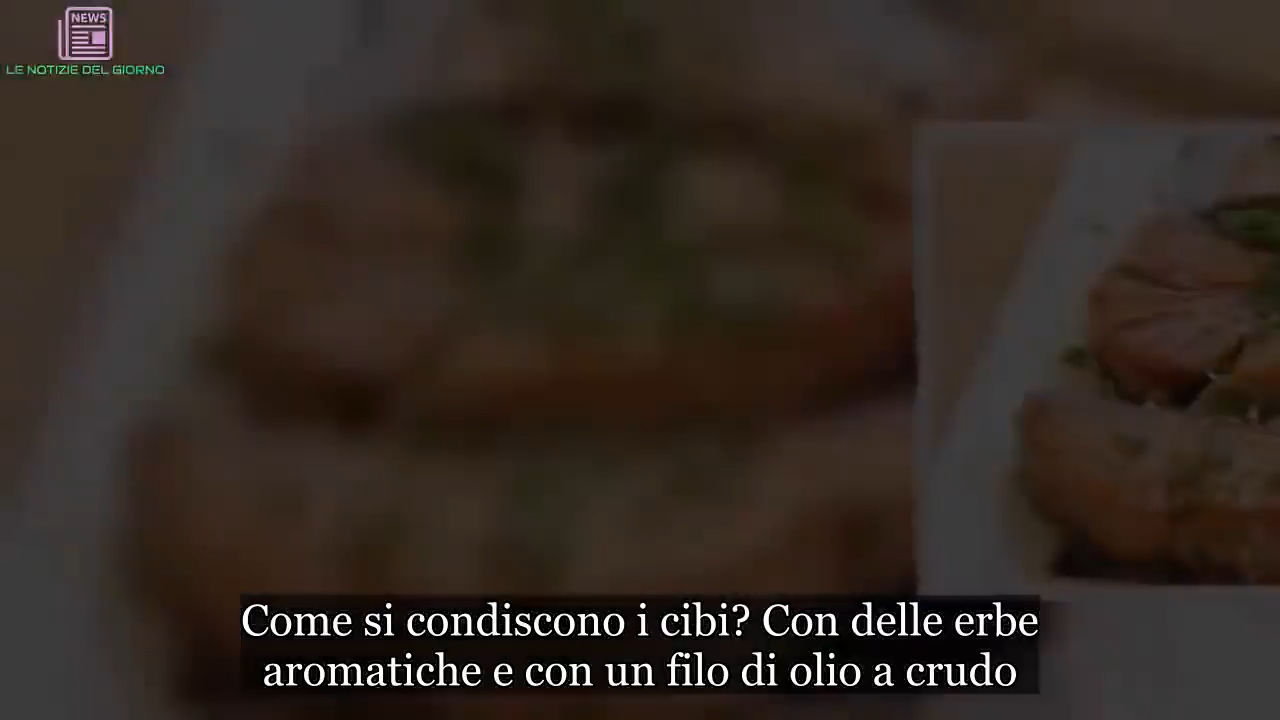 NEWS
LE NOTIZIE DEL GIORNO
Come si condiscono i cibi? Con delle erbe
aromatiche e con un filo di olio a crudo